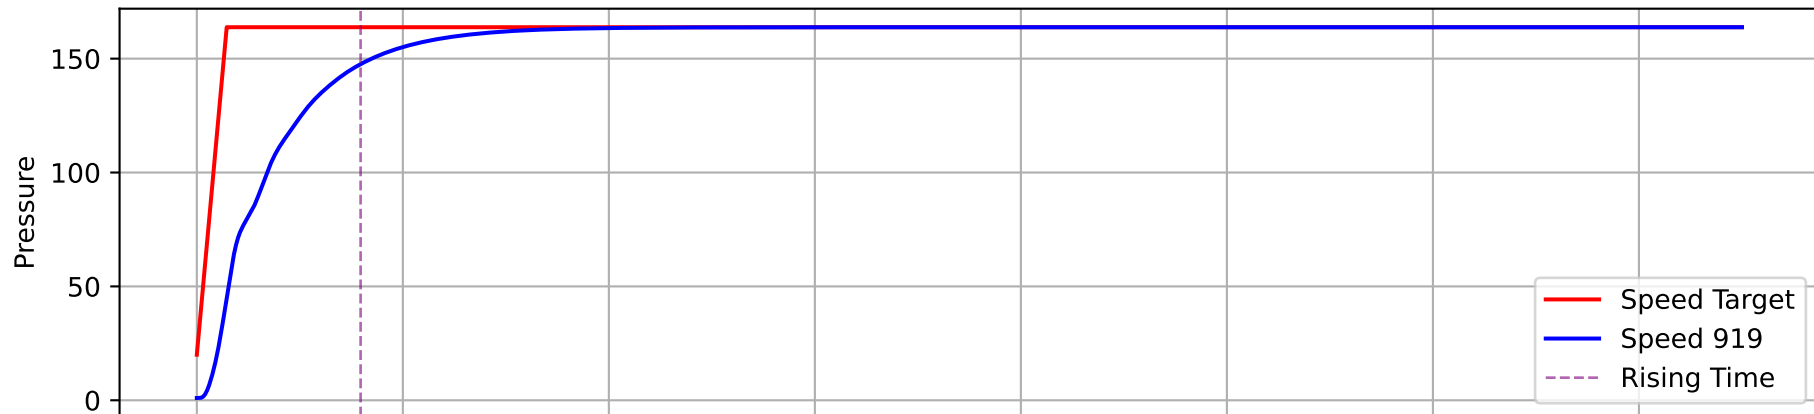 150
100
50
0
Pressure
Speed Target
Speed 919
Rising Time